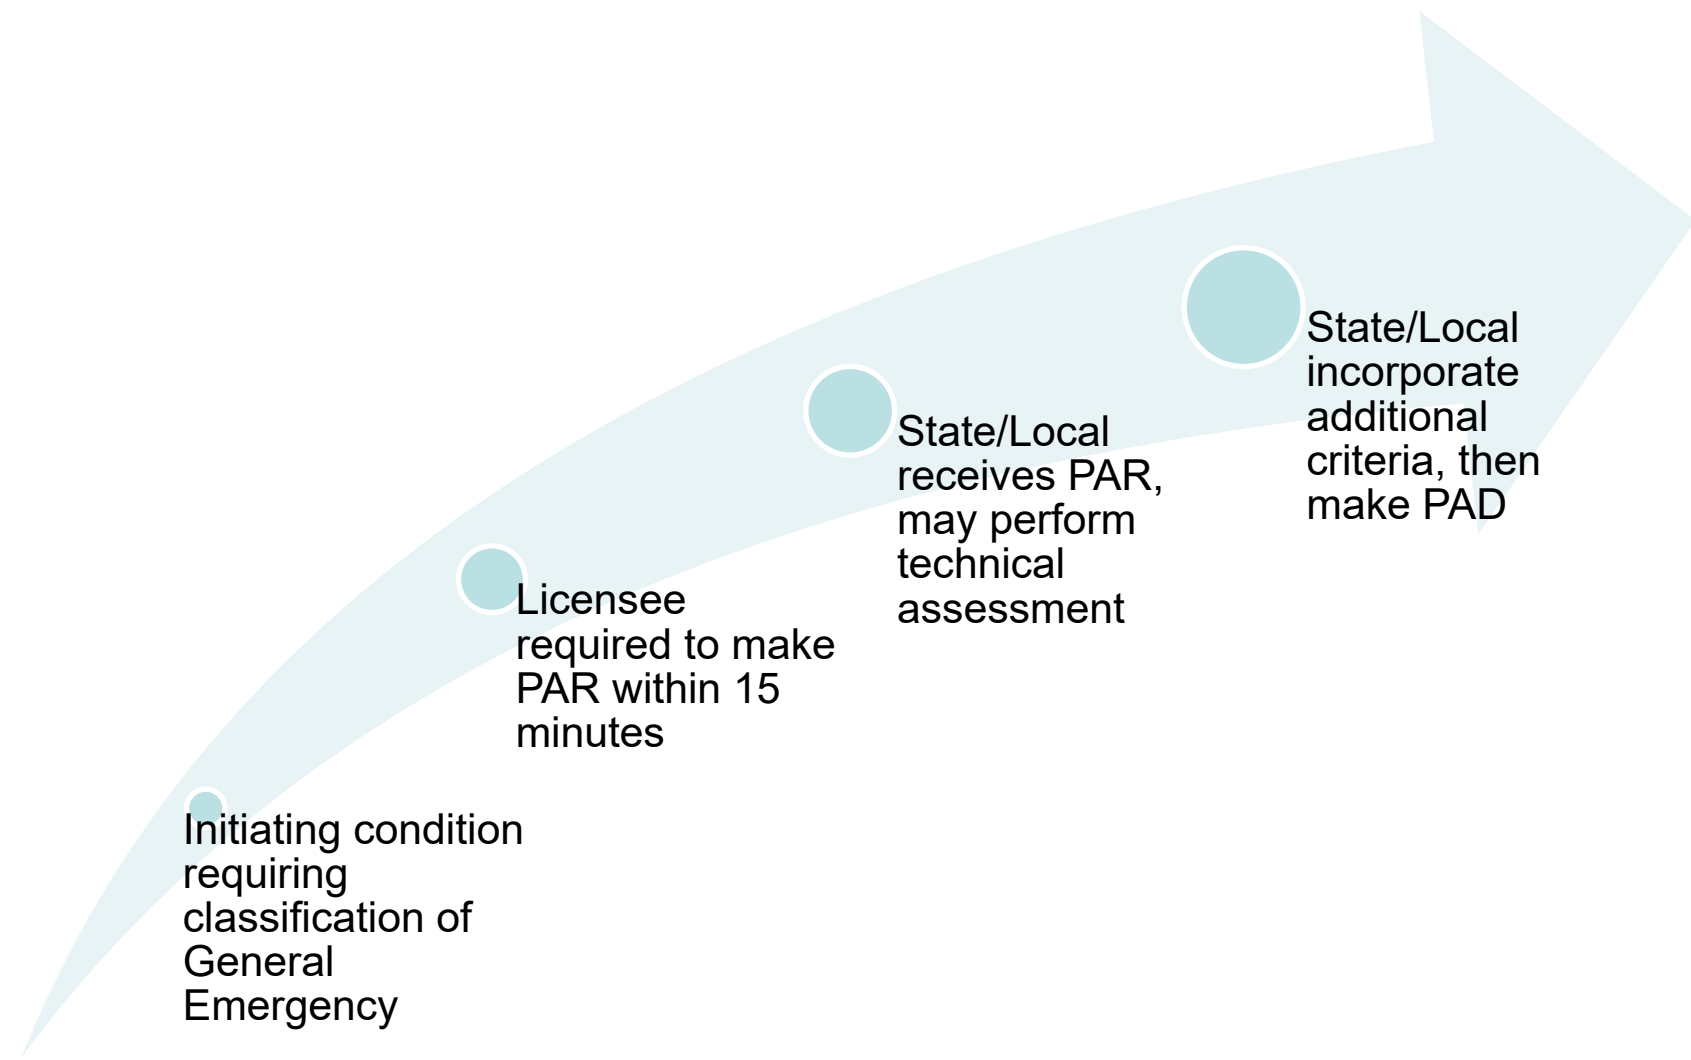 Initiating condition
requiring
classification of
General
Emergency
Licensee
required to make
PAR within 15
minutes
State/Local
receives PAR,
may perform
technical
assessment
State/Local
incorporate
additional
criteria, then
make PAD